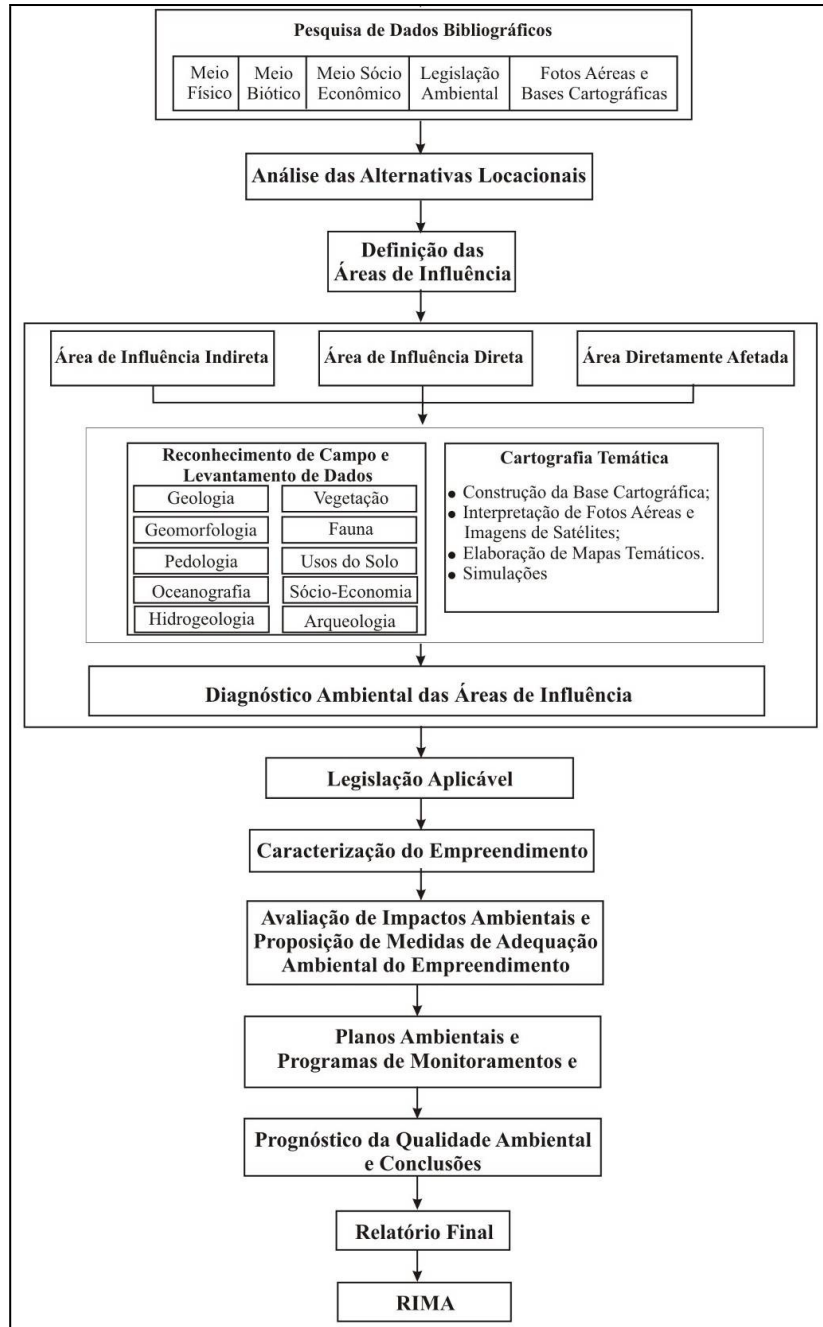 Pesquisa de Dados Bibliográficos
Meio
Físico
Meio
Biótico
Meio Sócio
Econômico
Legislação
Ambiental
Fotos Aéreas e
Bases Cartográficas
Análise das Alternativas Locacionais
Definição das
Áreas de Influência
Área de Influência Indireta
Área de Influência Direta
Área Diretamente Afetada
Reconhecimento de Campo e
Levantamento de Dados
Geologia
Vegetação
Geomorfologia
Fauna
Pedologia
Usos do Solo
Oceanografia
Sócio-Economia
Hidrogeologia
Arqueologia
Cartografia Temática
● Construção da Base Cartográfica;
● Interpretação de Fotos Aéreas e
Imagens de Satélites;
● Elaboração de Mapas Temáticos.
● Simulações
Diagnóstico Ambiental das Áreas de Influência
Legislação Aplicável
Caracterização do Empreendimento
Avaliação de Impactos Ambientais e
Proposição de Medidas de Adequação
Ambiental do Empreendimento
Planos Ambientais e
Programas de Monitoramentos e
Prognóstico da Qualidade Ambiental
e Conclusões
Relatório Final
RIMA